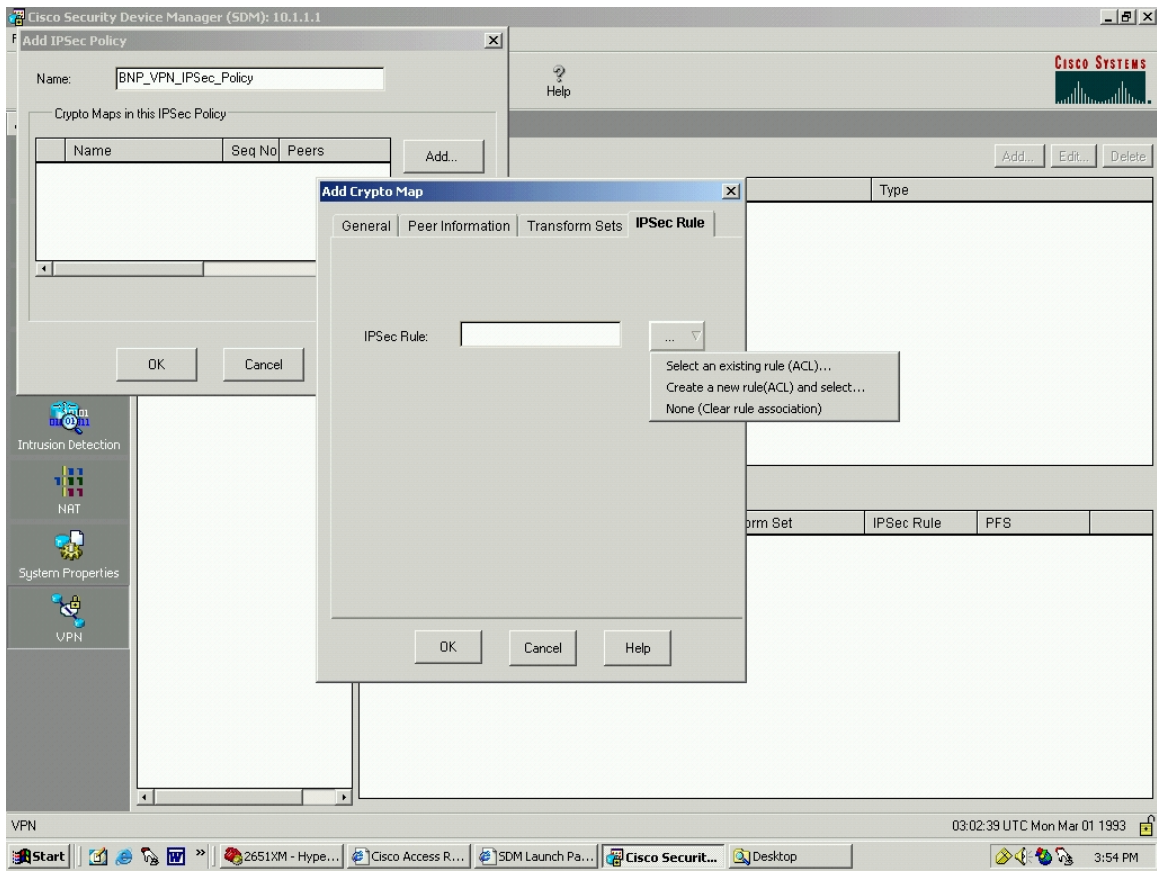 Cisco Security Device Manager (SDM): 10.1.1.1
Add IPSec Policy
Name: BNP_VPN_IPSec_Policy
Help
CISCO SYSTEMS
Crypto Maps in this IPSec Policy
Name Seq No Peers
Add...
Add... Edit... Delete
Type
Add Crypto Map
General Peer Information Transform Sets IPSec Rule
IPSec Rule: ...
Select an existing rule (ACL)...
Create a new rule(ACL) and select...
None (Clear rule association)
OK Cancel
Intrusion Detection
NAT
System Properties
VPN
orm Set IPSec Rule PFS
OK Cancel Help
VPN
03:02:39 UTC Mon Mar 01 1993
Start
2651XM - Hype... Cisco Access R... SDM Launch Pa... Cisco Securit... Desktop
3:54 PM